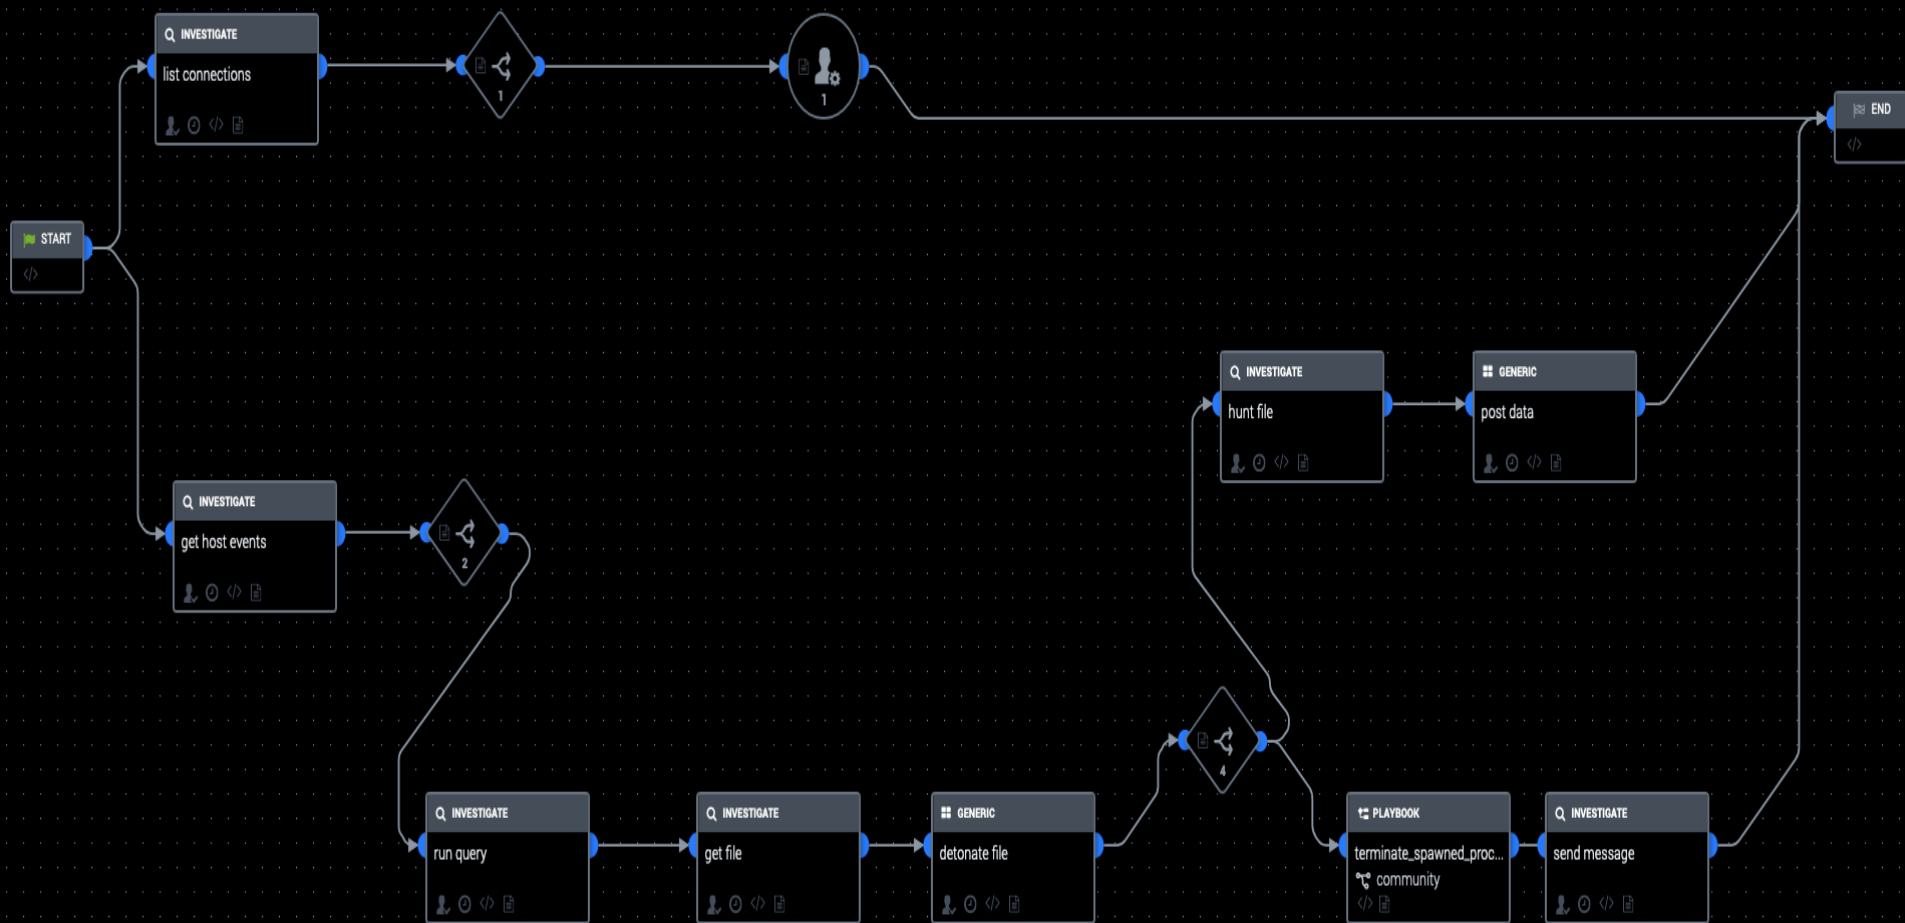 INVESTIGATE
list connections
1
1
END
START
INVESTIGATE
hunt file
GENERIC
post data
INVESTIGATE
get host events
2
4
INVESTIGATE
run query
INVESTIGATE
get file
GENERIC
detonate file
PLAYBOOK
terminate_spawned_proc...
community
INVESTIGATE
send message